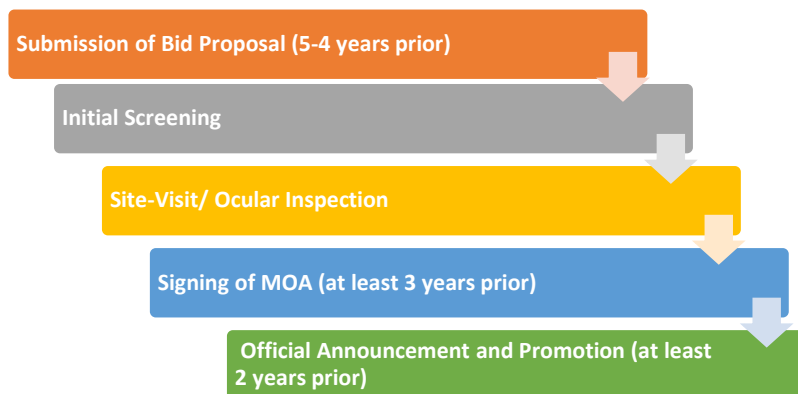 Submission of Bid Proposal (5-4 years prior)
Initial Screening
Site-Visit/ Ocular Inspection
Signing of MOA (at least 3 years prior)
Official Announcement and Promotion (at least
2 years prior)